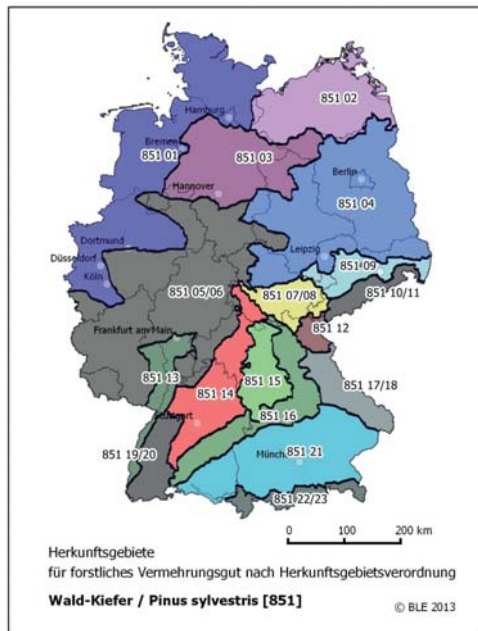 851 02
Hamburg
Bremen
851 01
851 03
Hannover
Berlin
851 04
Dortmund
Düsseldorf
Köln
Leipzig
851 09
851 05/06
851 07/08
851 10/11
851 12
Frankfurt am Main
851 13
851 15
851 14
851 17/18
851 16
851 19/20
851 21
851 22/23
0 100 200 km
Herkunftsgebiete
für forstliches Vermehrungsgut nach Herkunftsgebietsverordnung
Wald-Kiefer / Pinus sylvestris [851]
© BLE 2013